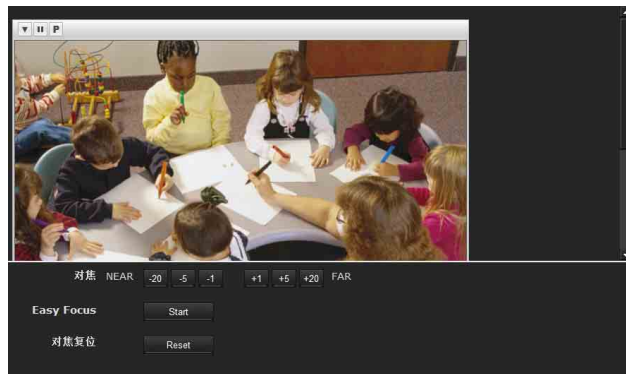 P
对焦 NEAR -20 -5 -1 +1 +5 +20 FAR
Easy Focus Start
对焦复位 Reset